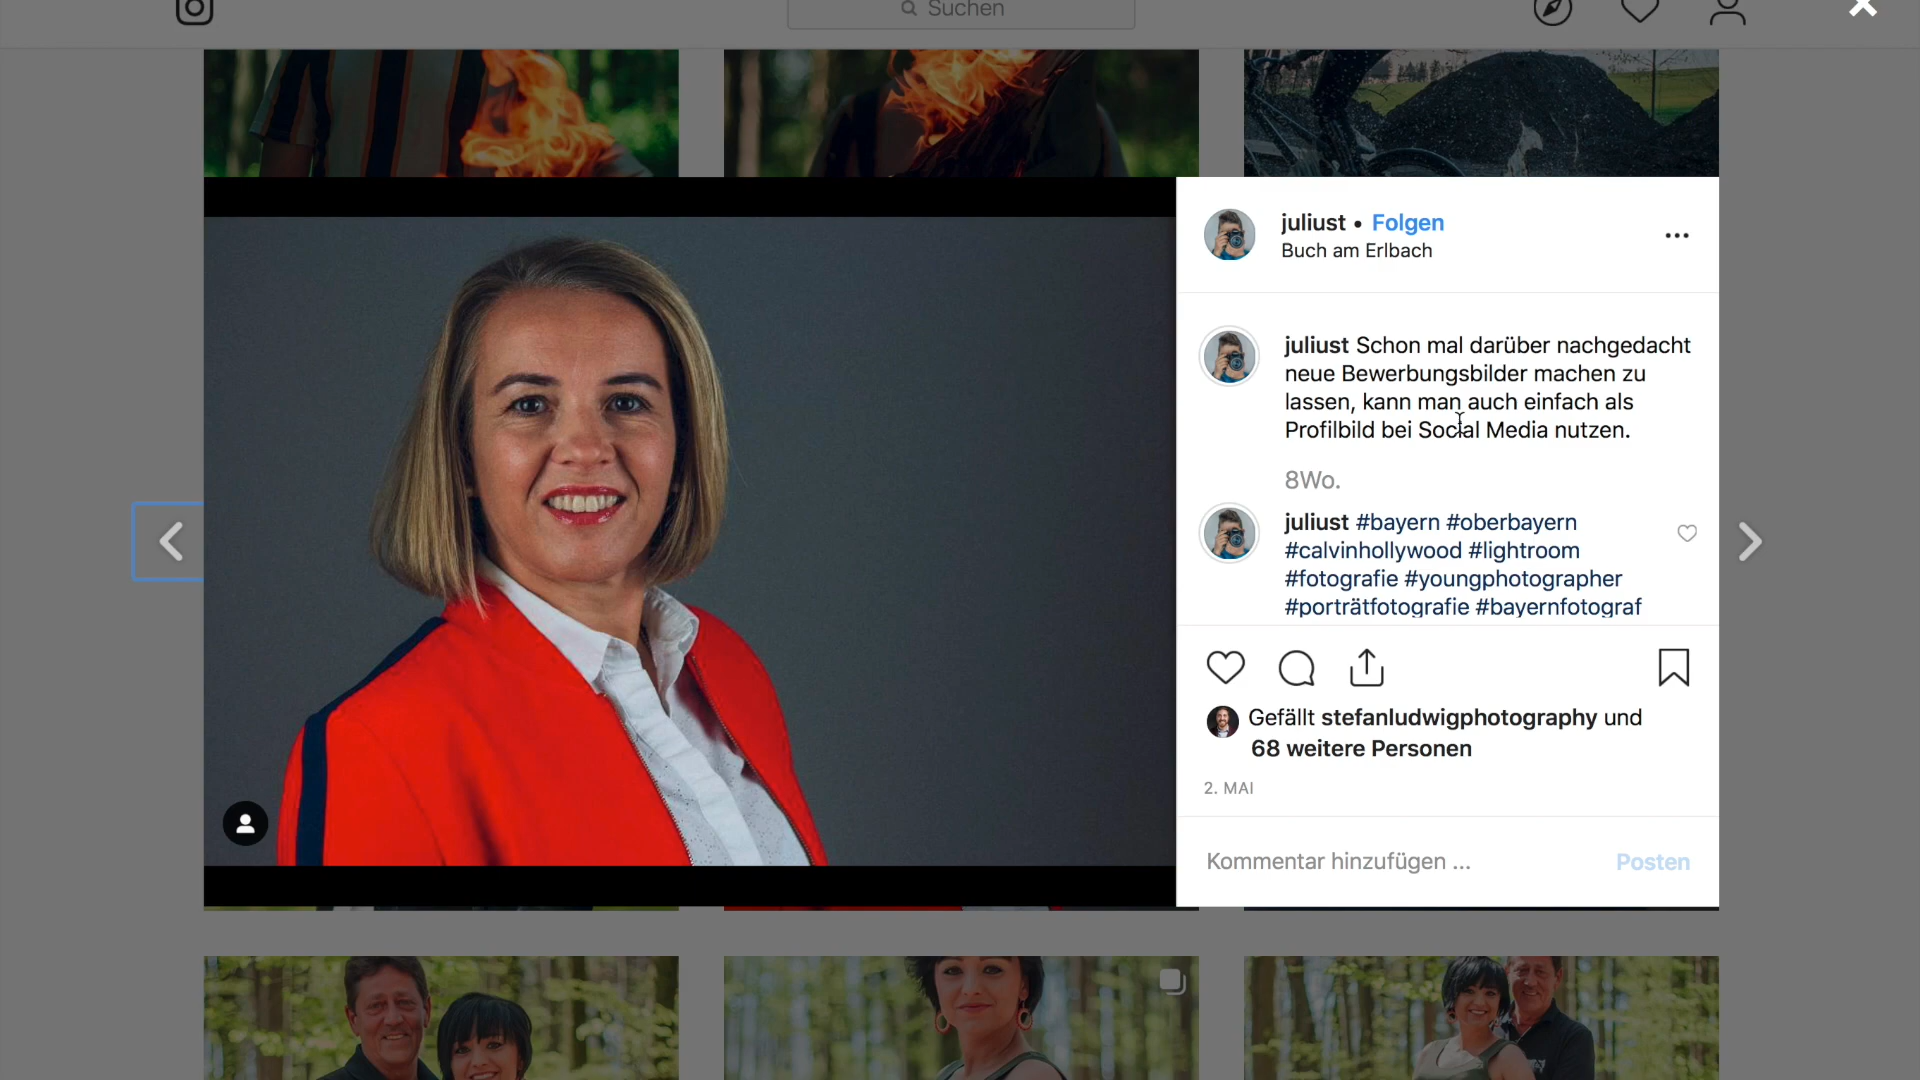 Suchen
juliust • Folgen
Buch am Erlbach
juliust Schon mal darüber nachgedacht
neue Bewerbungsbilder machen zu
lassen, kann man auch einfach als
Profilbild bei Social Media nutzen.
8Wo.
juliust #bayern #oberbayern
#calvinhollywood #lightroom
#fotografie #youngphotographer
#porträtfotografie #bayernfotograf
Gefällt stefanludwigphotography und
68 weitere Personen
2. MAI
Kommentar hinzufügen ... Posten